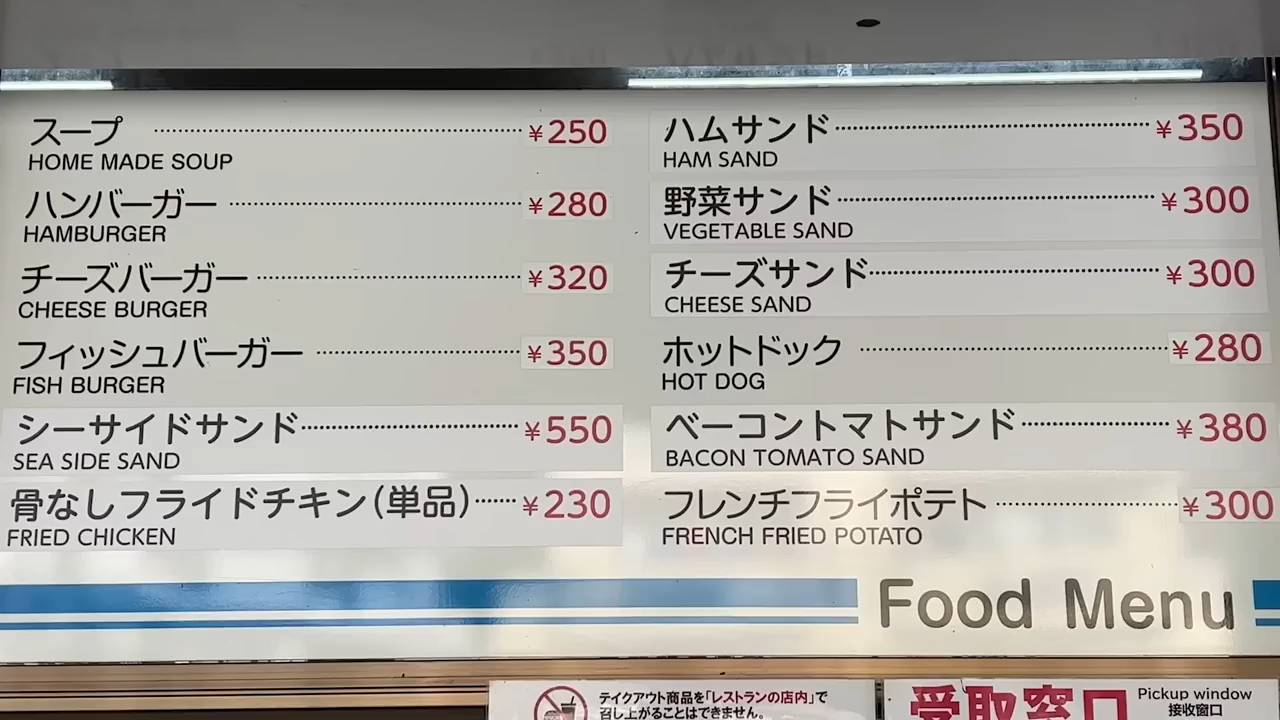 スープ ¥250
HOME MADE SOUP
ハンバーガー ¥280
HAMBURGER
チーズバーガー ¥320
CHEESE BURGER
フィッシュバーガー ¥350
FISH BURGER
シーサイドサンド ¥550
SEA SIDE SAND
骨なしフライドチキン(単品) ¥230
FRIED CHICKEN
ハムサンド ¥350
HAM SAND
野菜サンド ¥300
VEGETABLE SAND
チーズサンド ¥300
CHEESE SAND
ホットドック ¥280
HOT DOG
ベーコントマトサンド ¥380
BACON TOMATO SAND
フレンチフライポテト ¥300
FRENCH FRIED POTATO
Food Menu
テイクアウト商品を「レストランの店内」で
召し上がることはできません。
受取窓口
Pickup window
接收窗口